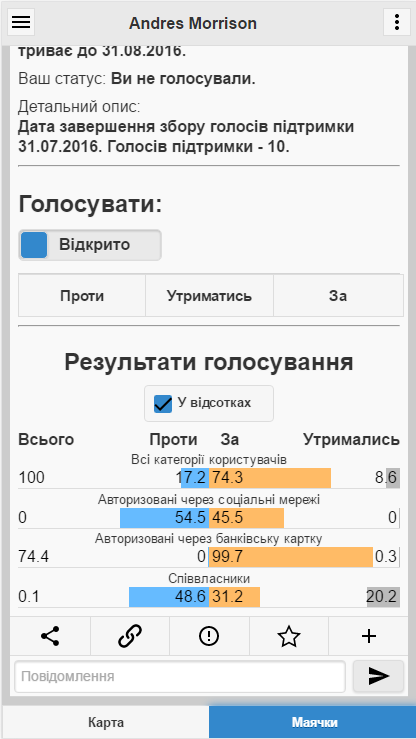 Andres Morrison
триває до 31.08.2016.
Ваш статус: Ви не голосували.
Детальний опис:
Дата завершення збору голосів підтримки
31.07.2016. Голосів підтримки - 10.
Голосувати:
Відкрито
Проти Утриматись За
Результати голосування
У відсотках
Всього Проти За Утримались
Всі категорії користувачів
100 17.2 74.3 8.6
Авторизовані через соціальні мережі
0 54.5 45.5 0
Авторизовані через банківську картку
74.4 0 99.7 0.3
Співвласники
0.1 48.6 31.2 20.2
Повідомлення
Карта Маячки